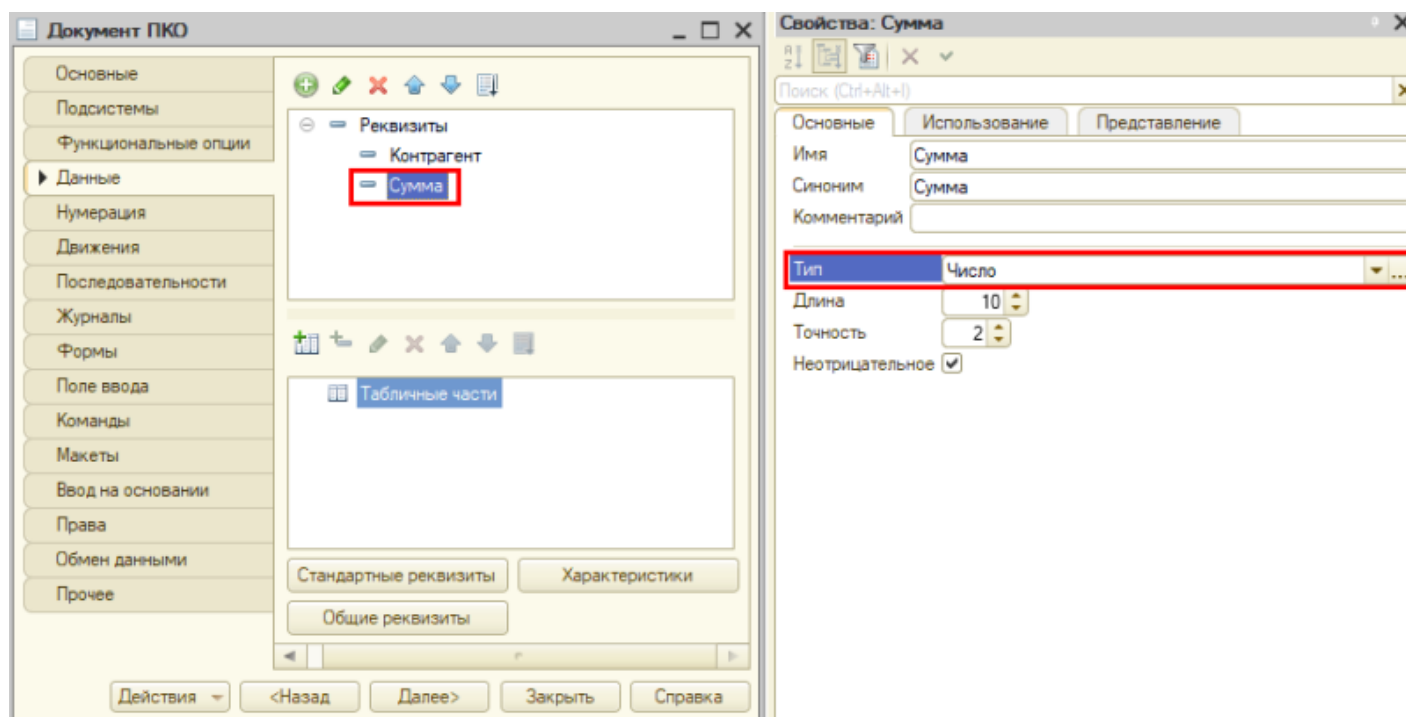 Документ ПКО
Основные
Подсистемы
Функциональные опции
Данные
Нумерация
Движения
Последовательности
Журналы
Формы
Поле ввода
Команды
Макеты
Ввод на основании
Права
Обмен данными
Прочее
Реквизиты
Контрагент
Сумма
Табличные части
Стандартные реквизиты
Характеристики
Общие реквизиты
Действия
<Назад
Далее>
Закрыть
Справка
Свойства: Сумма
Поиск (Ctrl+Alt+I)
Основные Использование Представление
Имя Сумма
Синоним Сумма
Комментарий
Тип Число ...
Длина 10
Точность 2
Неотрицательное